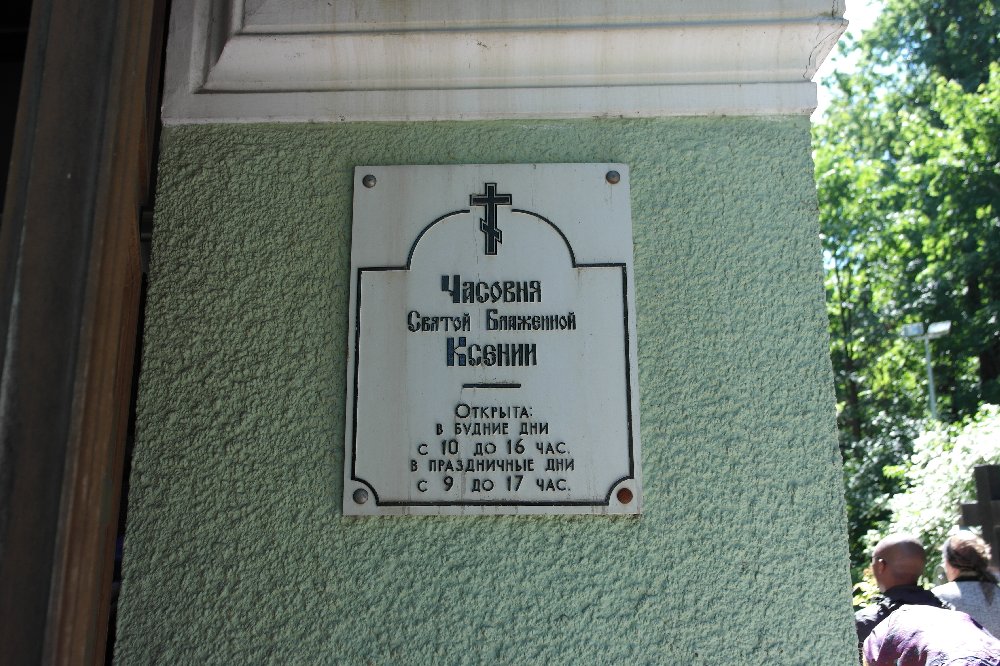 Часовня
Святой Блаженной
Ксении
Открыта:
в будние дни
с 10 до 16 час.
в праздничные дни
с 9 до 17 час.